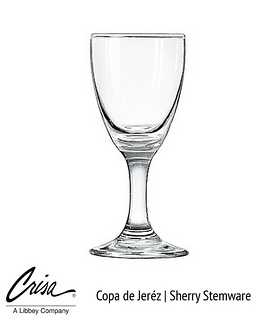 Crisa®
A Libbey Company
Copa de Jeréz | Sherry Stemware